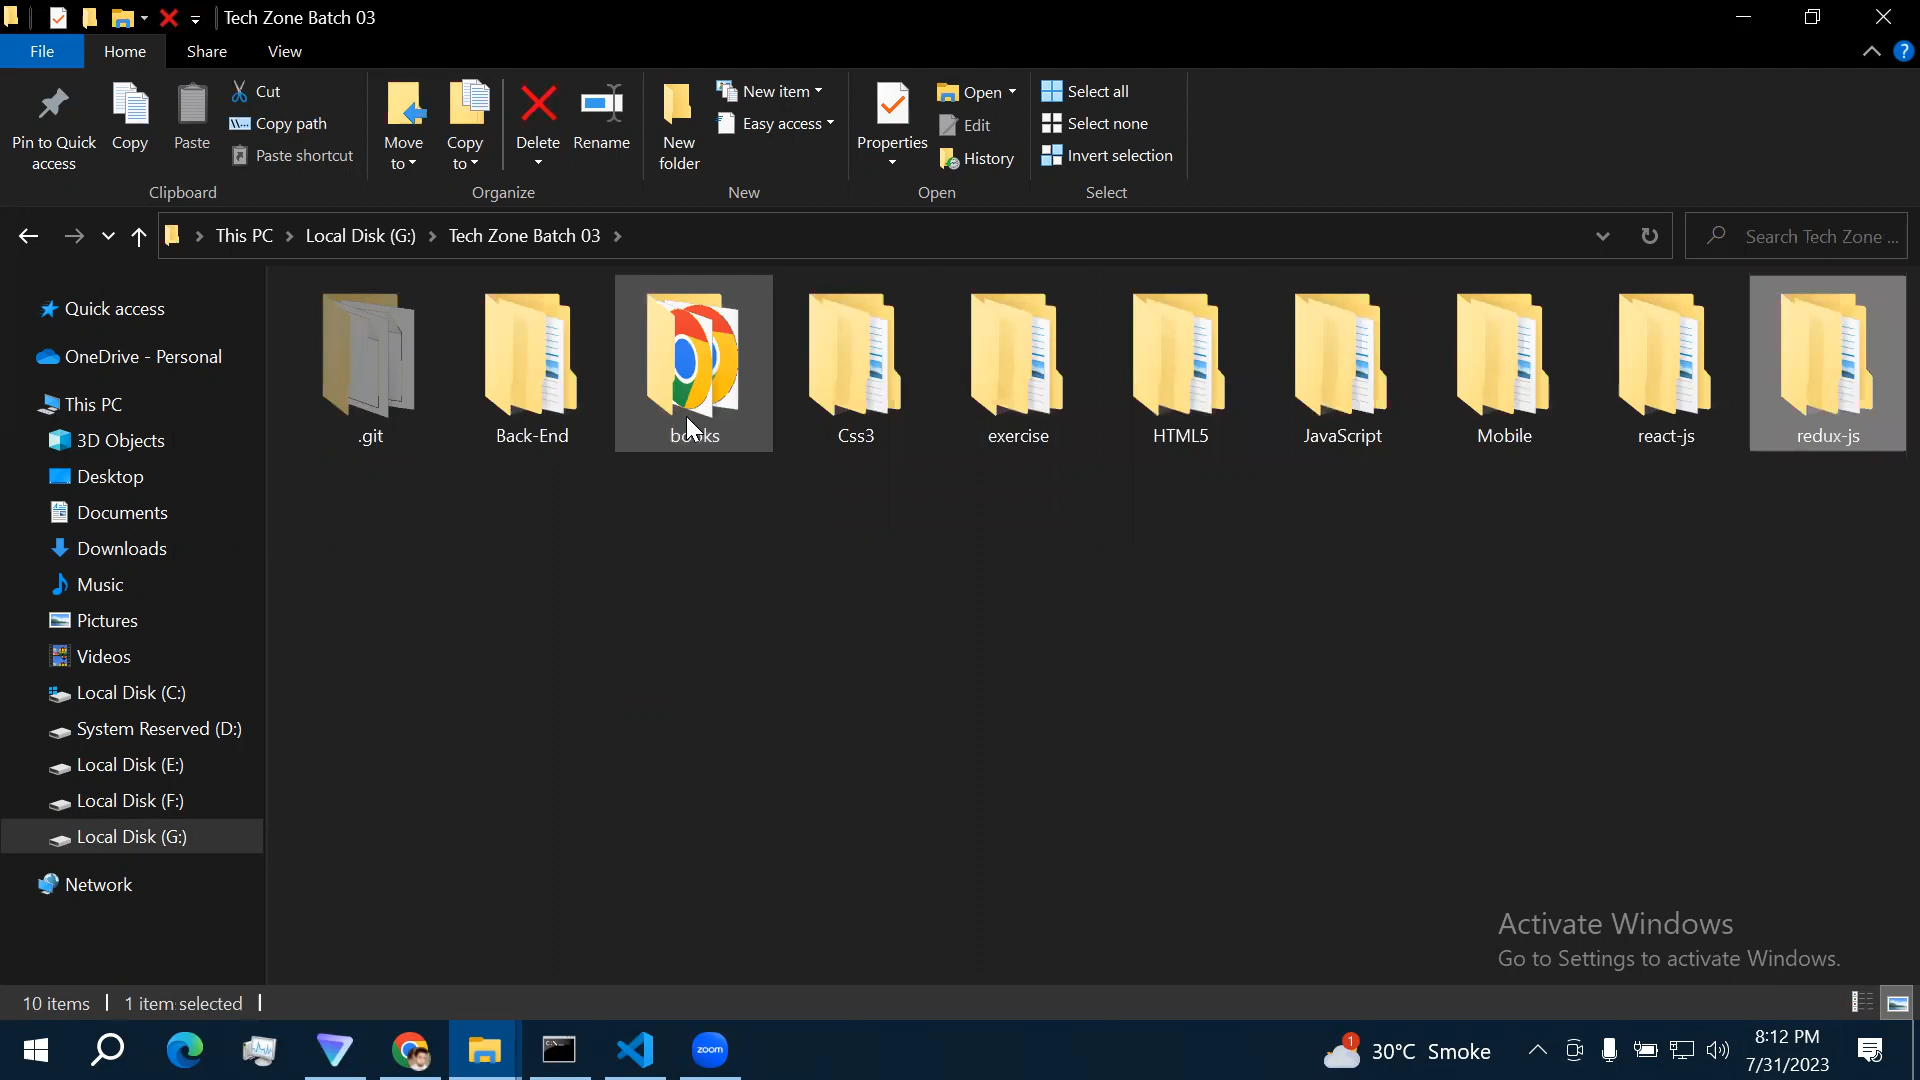 Tech Zone Batch 03
File
Home
Share
View
Pin to Quick
access
Copy
Paste
Cut
Copy path
Paste shortcut
Clipboard
Move
to
Copy
to
Delete
Rename
Organize
New
folder
New item
Easy access
New
Properties
Open
Edit
History
Open
Select all
Select none
Invert selection
Select
This PC
Local Disk (G:)
Tech Zone Batch 03
Search Tech Zone ...
Quick access
OneDrive - Personal
This PC
3D Objects
Desktop
Documents
Downloads
Music
Pictures
Videos
Local Disk (C:)
System Reserved (D:)
Local Disk (E:)
Local Disk (F:)
Local Disk (G:)
Network
.git
Back-End
books
Css3
exercise
HTML5
JavaScript
Mobile
react-js
redux-js
Activate Windows
Go to Settings to activate Windows.
10 items
1 item selected
zoom
1
30°C Smoke
8:12 PM
7/31/2023